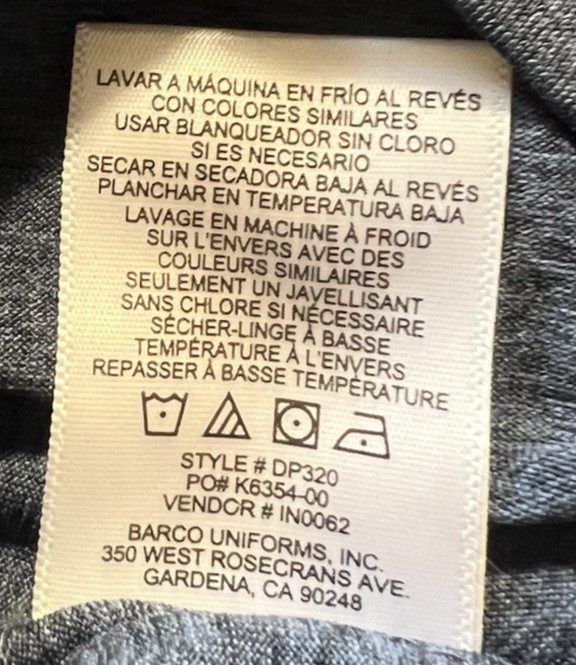 LAVAR A MÁQUINA EN FRÍO AL REVÉS
CON COLORES SIMILARES
USAR BLANQUEADOR SIN CLORO
SI ES NECESARIO
SECAR EN SECADORA BAJA AL REVÉS
PLANCHAR EN TEMPERATURA BAJA
LAVAGE EN MACHINE À FROID
SUR L'ENVERS AVEC DES
COULEURS SIMILAIRES
SEULEMENT UN JAVELLISANT
SANS CHLORE SI NÉCESSAIRE
SÉCHER-LINGE À BASSE
TEMPÉRATURE À L'ENVERS
REPASSER À BASSE TEMPÉRATURE
STYLE # DP320
PO# K6354-00
VENDOR # IN0062
BARCO UNIFORMS, INC.
350 WEST ROSECRANS AVE.
GARDENA, CA 90248